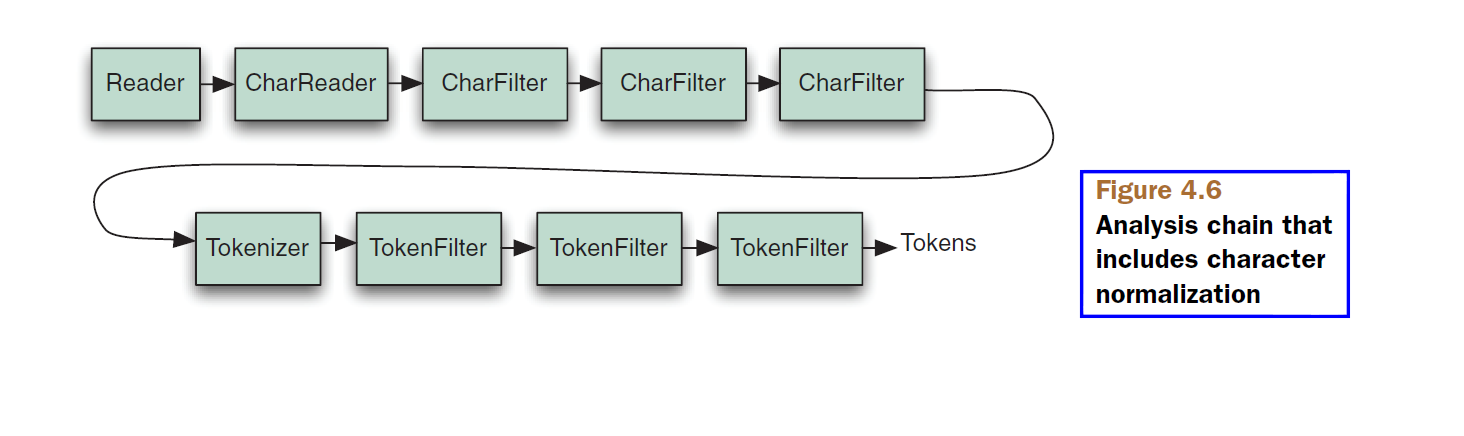 Reader CharReader CharFilter CharFilter CharFilter
Tokenizer TokenFilter TokenFilter TokenFilter Tokens
Figure 4.6
Analysis chain that
includes character
normalization